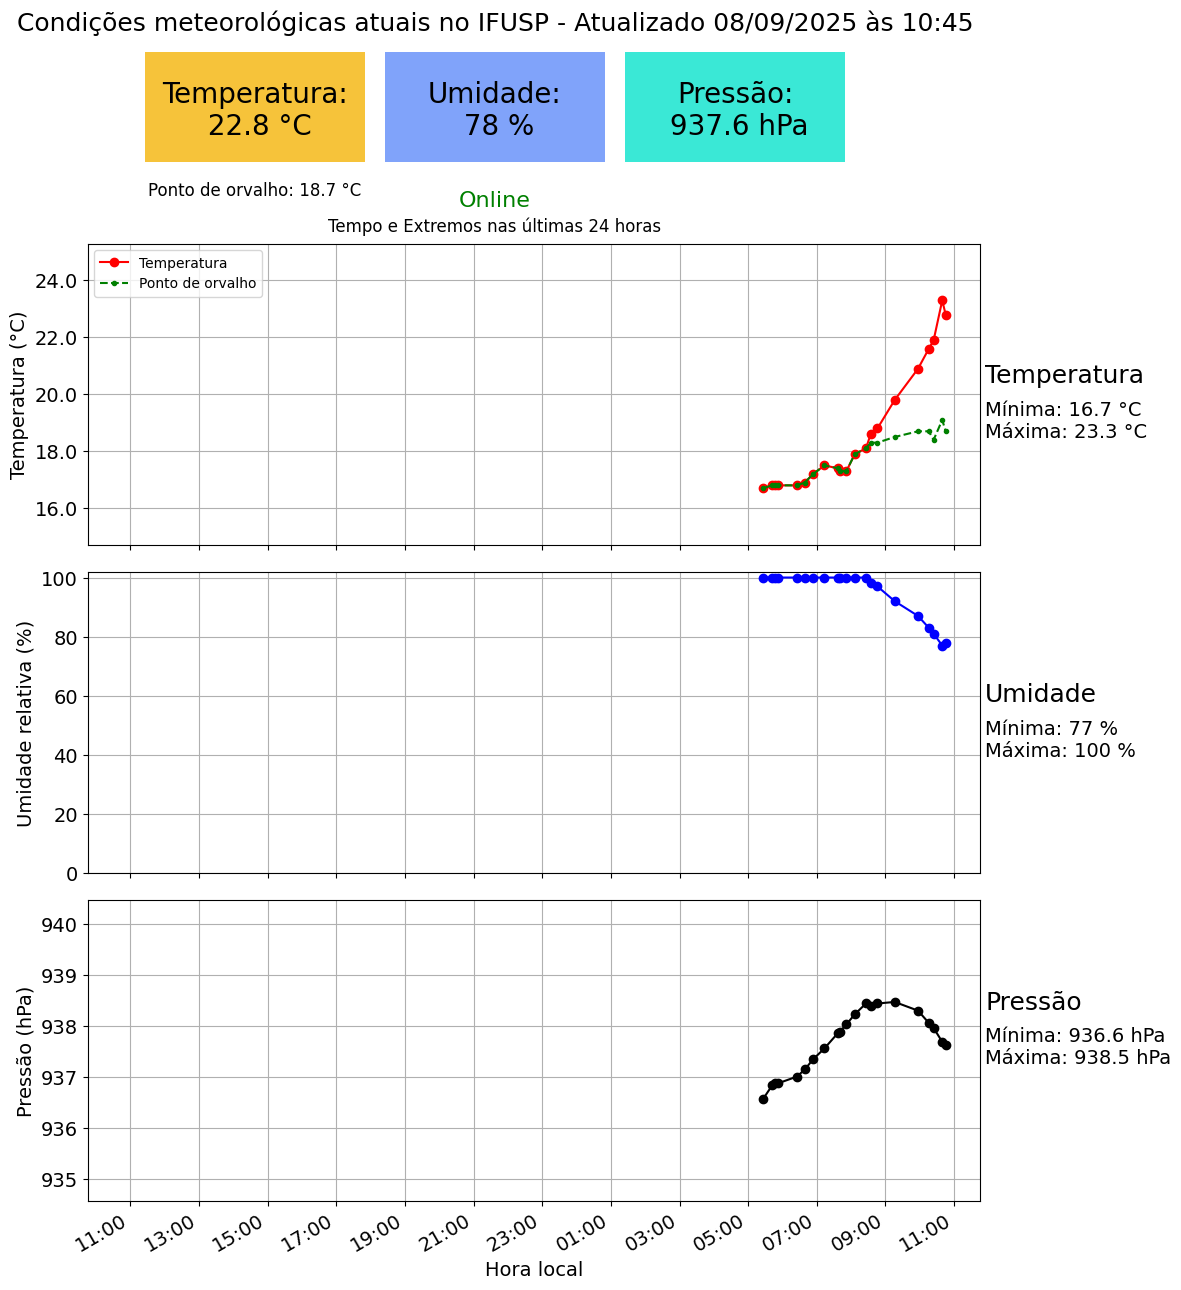 Condições meteorológicas atuais no IFUSP - Atualizado 08/09/2025 às 10:45
Temperatura:
22.8 °C
Umidade:
78 %
Pressão:
937.6 hPa
Ponto de orvalho: 18.7 °C
Online
Tempo e Extremos nas últimas 24 horas
Temperatura
Ponto de orvalho
Temperatura (°C)
24.0
22.0
20.0
18.0
16.0
Temperatura
Mínima: 16.7 °C
Máxima: 23.3 °C
Umidade relativa (%)
100
80
60
40
20
0
Umidade
Mínima: 77 %
Máxima: 100 %
Pressão (hPa)
940
939
938
937
936
935
Pressão
Mínima: 936.6 hPa
Máxima: 938.5 hPa
11:00 13:00 15:00 17:00 19:00 21:00 23:00 01:00 03:00 05:00 07:00 09:00 11:00
Hora local